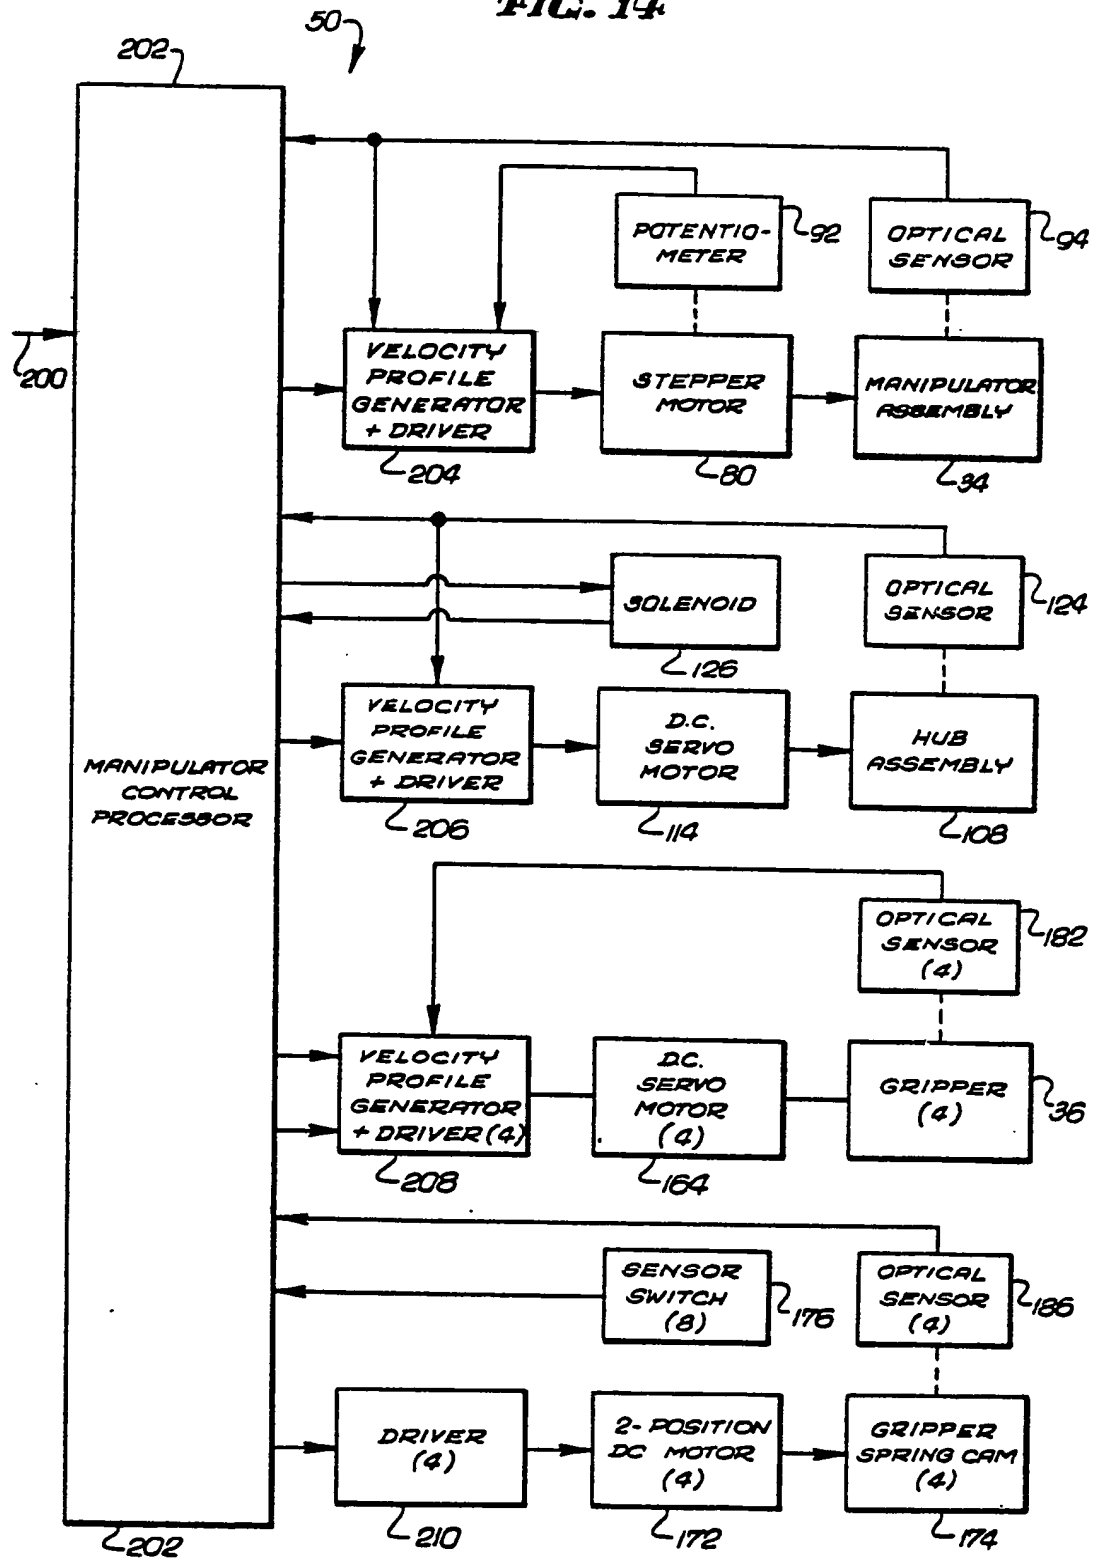 FIG. 14
50
202
POTENTIO-
METER
92
OPTICAL
SENSOR
94
200
VELOCITY
PROFILE
GENERATOR
+ DRIVER
204
STEPPER
MOTOR
80
MANIPULATOR
ASSEMBLY
34
SOLENOID
126
OPTICAL
SENSOR
124
MANIPULATOR
CONTROL
PROCESSOR
VELOCITY
PROFILE
GENERATOR
+ DRIVER
206
D.C.
SERVO
MOTOR
114
HUB
ASSEMBLY
108
OPTICAL
SENSOR
(4)
182
VELOCITY
PROFILE
GENERATOR
+ DRIVER (4)
208
D.C.
SERVO
MOTOR
(4)
164
GRIPPER
(4)
36
SENSOR
SWITCH
(8)
176
OPTICAL
SENSOR
(4)
186
DRIVER
(4)
210
2-POSITION
DC MOTOR
(4)
172
GRIPPER
SPRING CAM
(4)
174
202